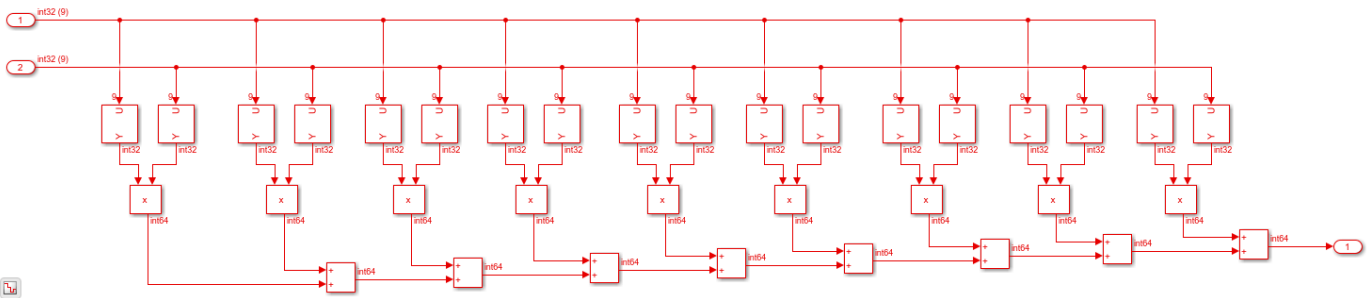 1
int32 (9)
2
int32 (9)
9 9 9 9 9 9 9 9 9 9 9 9 9 9 9 9 9 9
U U U U U U U U U U U U U U U U U U
Y Y Y Y Y Y Y Y Y Y Y Y Y Y Y Y Y Y
int32 int32 int32 int32 int32 int32 int32 int32 int32 int32 int32 int32 int32 int32 int32 int32 int32 int32
x x x x x x x x x
int64 int64 int64 int64 int64 int64 int64 int64 int64
+ + + + + + + +
int64 int64 int64 int64 int64 int64 int64 int64
+ + + + + + + +
1